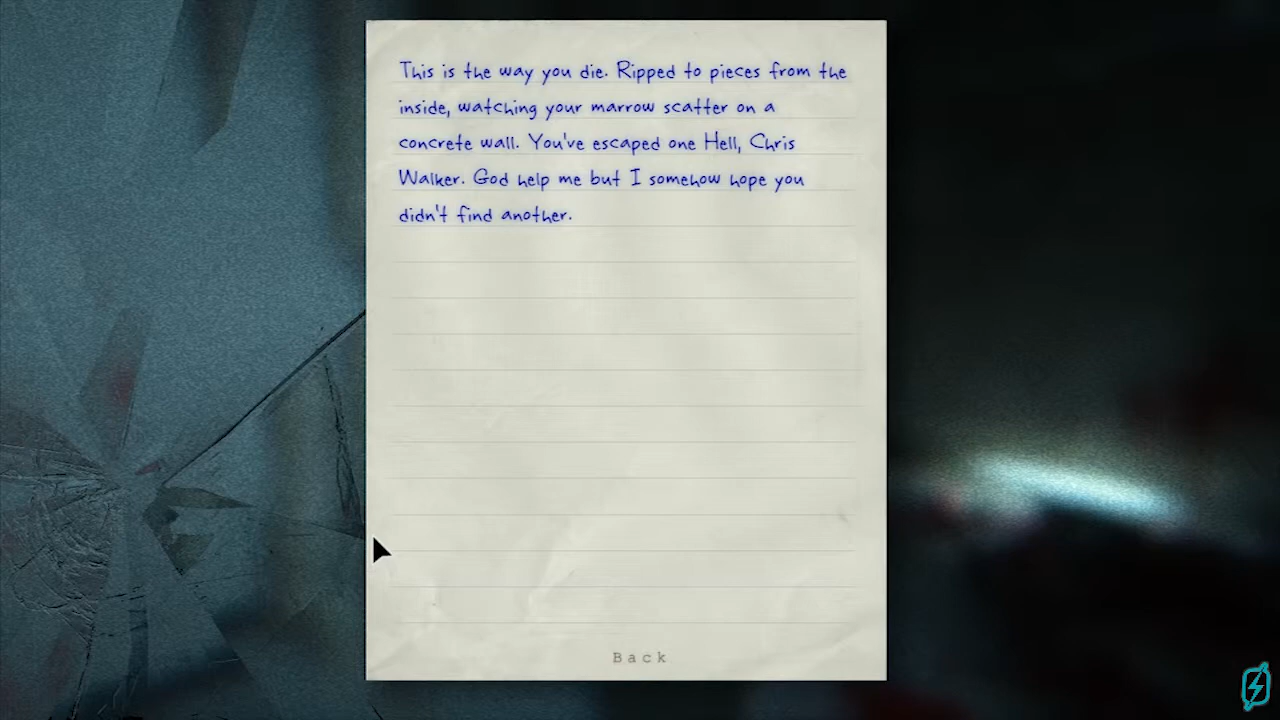 This is the way you die. Ripped to pieces from the
inside, watching your marrow scatter on a
concrete wall. You've escaped one Hell, Chris
Walker. God help me but I somehow hope you
didn't find another.
Back